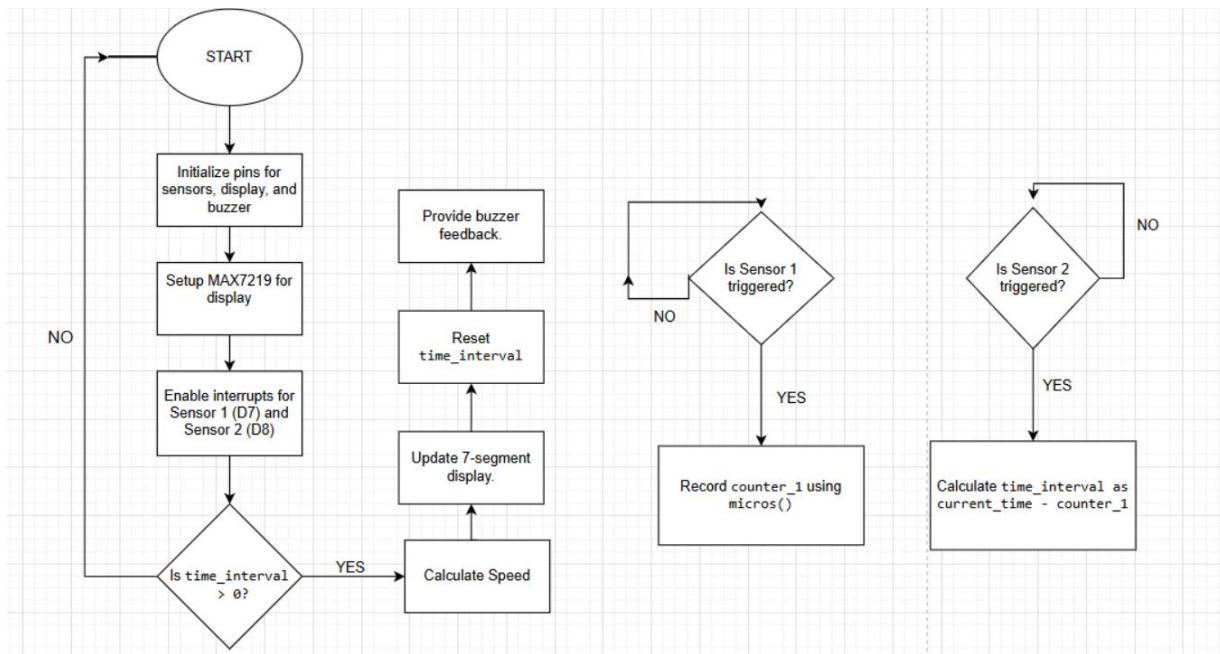 START
Initialize pins for
sensors, display, and
buzzer
Setup MAX7219 for
display
NO
Enable interrupts for
Sensor 1 (D7) and
Sensor 2 (D8)
Is time_interval
> 0?
YES
Calculate Speed
Update 7-segment
display.
Reset
time_interval
Provide buzzer
feedback.
Is Sensor 1
triggered?
NO
YES
Record counter_1 using
micros()
Is Sensor 2
triggered?
NO
YES
Calculate time_interval as
current_time - counter_1